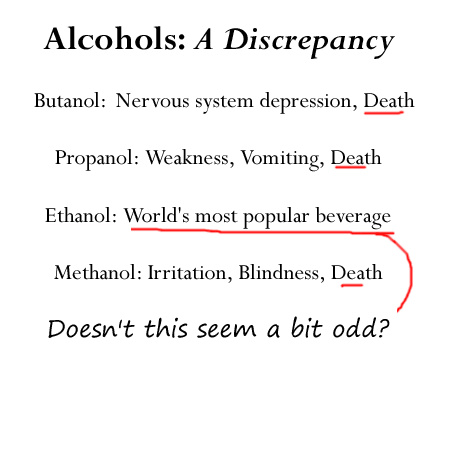 Alcohols: A Discrepancy
Butanol: Nervous system depression, Death
Propanol: Weakness, Vomiting, Death
Ethanol: World's most popular beverage
Methanol: Irritation, Blindness, Death
Doesn't this seem a bit odd?